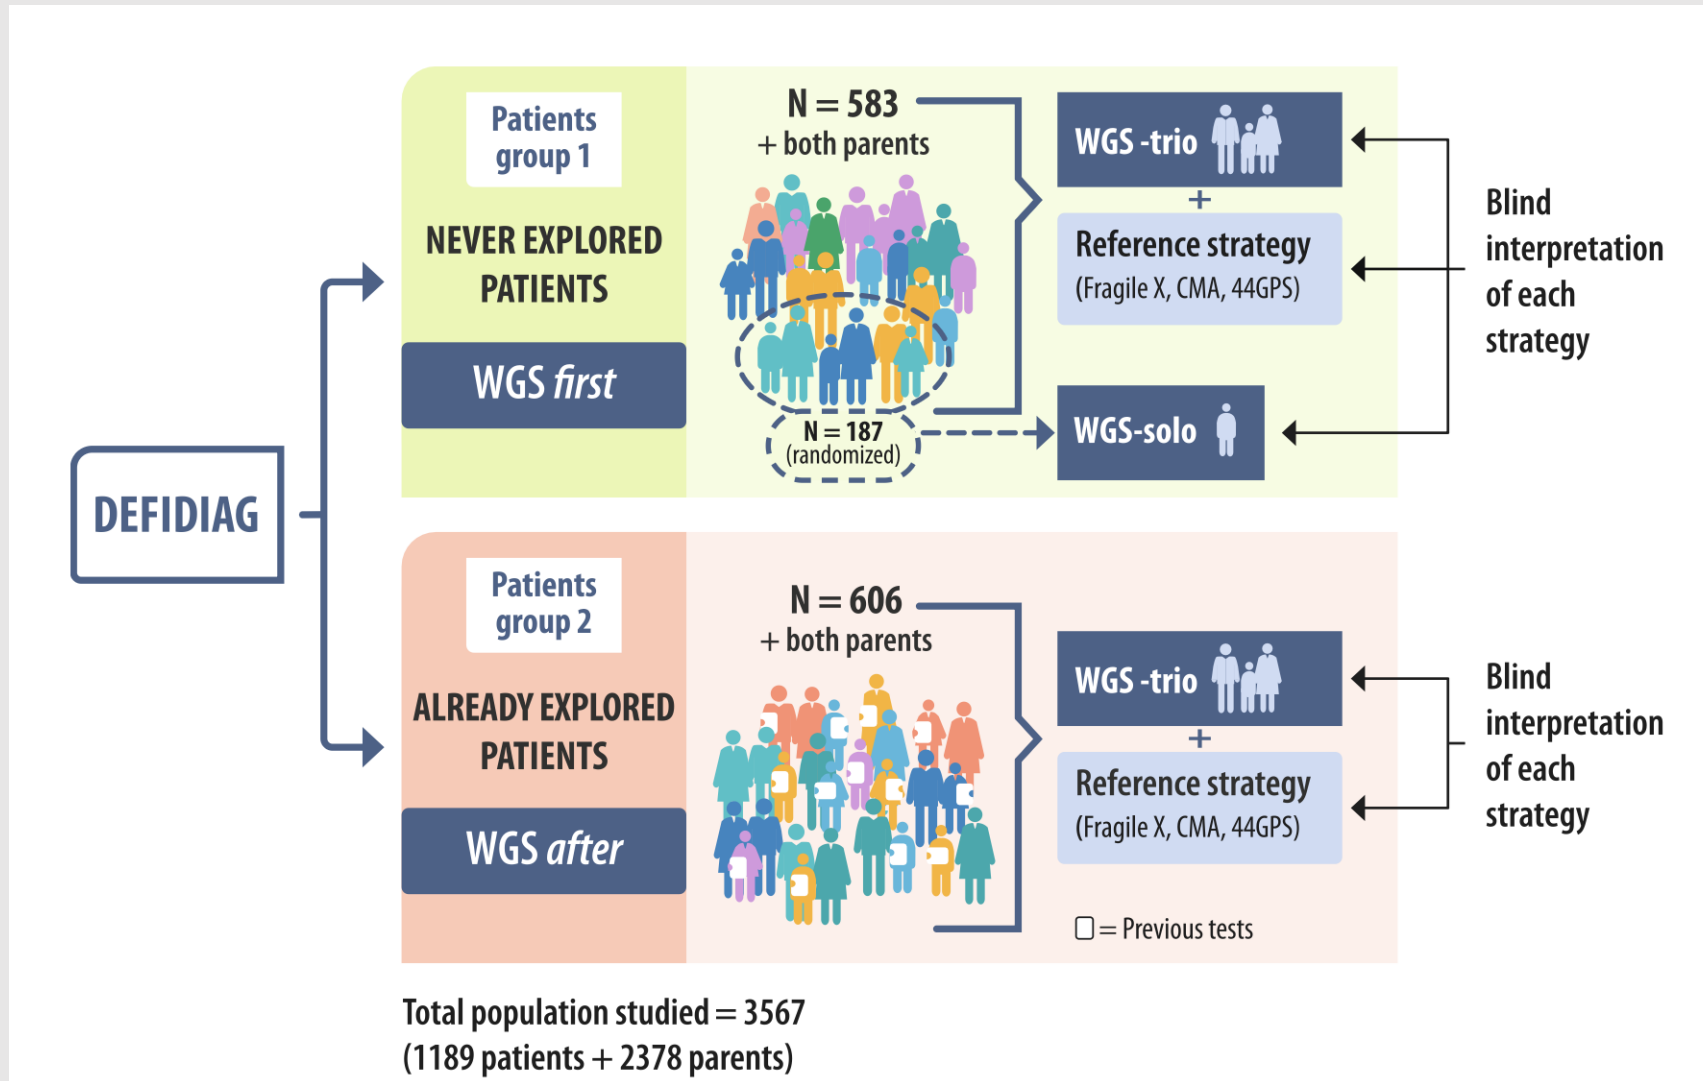 DEFIDIAG
Patients
group 1
NEVER EXPLORED
PATIENTS
WGS first
N = 583
+ both parents
N = 187
(randomized)
WGS -trio
+
Reference strategy
(Fragile X, CMA, 44GPS)
WGS-solo
Blind
interpretation
of each
strategy
Patients
group 2
ALREADY EXPLORED
PATIENTS
WGS after
N = 606
+ both parents
WGS -trio
+
Reference strategy
(Fragile X, CMA, 44GPS)
= Previous tests
Blind
interpretation
of each
strategy
Total population studied = 3567
(1189 patients + 2378 parents)